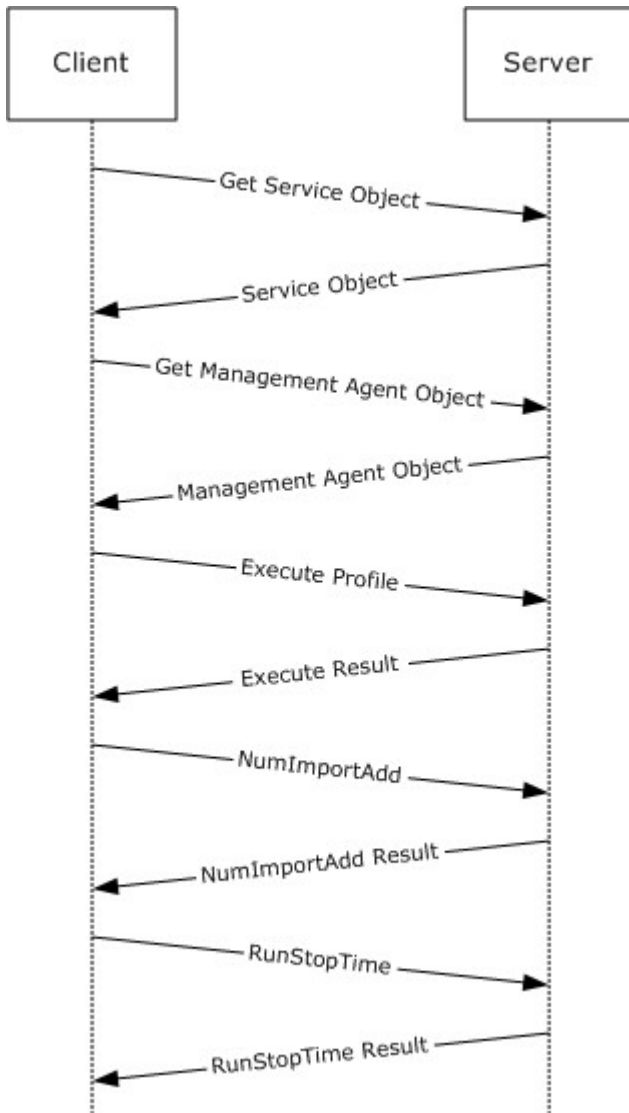 Client
Server
Get Service Object
Service Object
Get Management Agent Object
Management Agent Object
Execute Profile
Execute Result
NumImportAdd
NumImportAdd Result
RunStopTime
RunStopTime Result